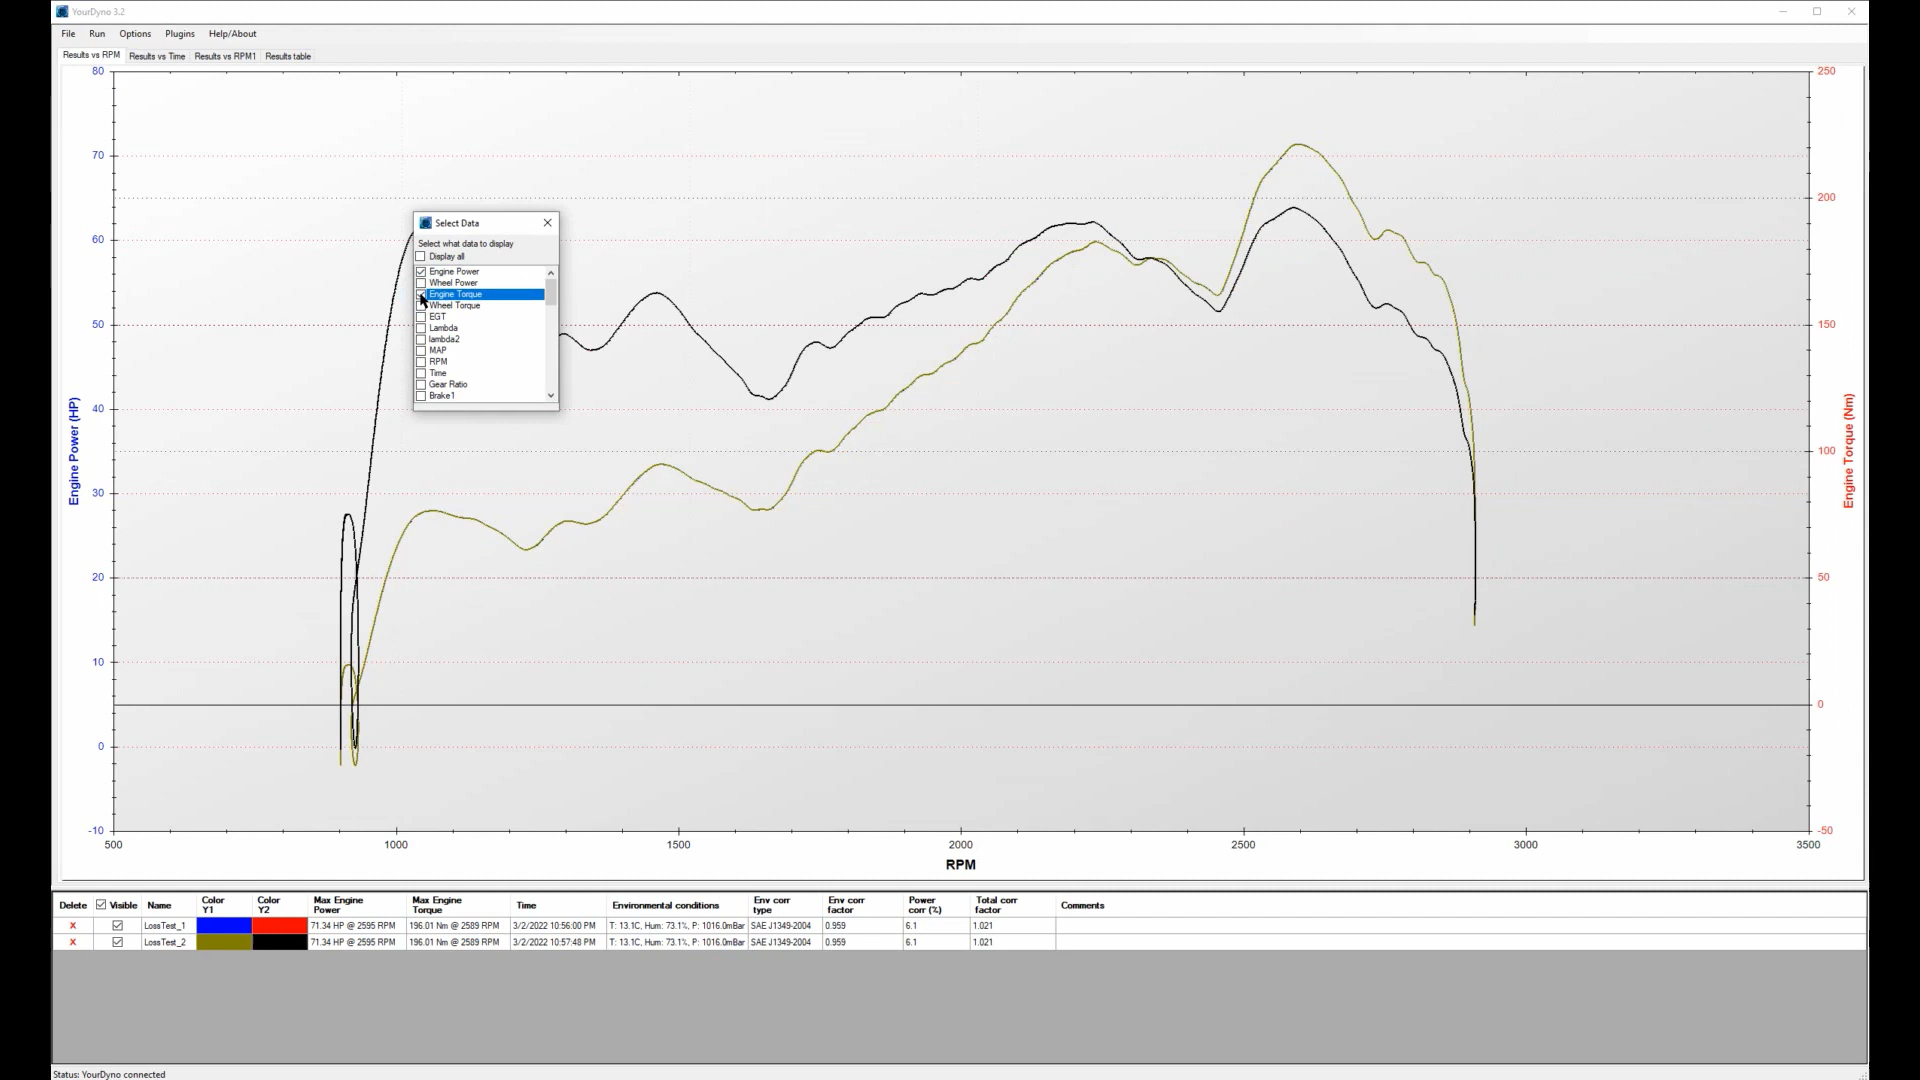 YourDyno 3.2
File Run Options Plugins Help/About
Results vs RPM Results vs Time Results vs RPM1 Results table
80 250
70
200
60
50 150
40
100
30
20 50
10
0
0
-10 -50
Engine Power (HP)
Engine Torque (Nm)
500 1000 1500 2000 2500 3000 3500
RPM
Select Data
Select what data to display
Display all
Engine Power
Wheel Power
Engine Torque
Wheel Torque
EGT
Lambda
lambda2
MAP
RPM
Time
Gear Ratio
Brake1
Delete Visible Name Color Y1 Color Y2 Max Engine Power Max Engine Torque Time Environmental conditions Env corr type Env corr factor Power corr (%) Total corr factor Comments
X LossTest_1 71.34 HP @ 2595 RPM 196.01 Nm @ 2589 RPM 3/2/2022 10:56:00 PM T: 13.1C, Hum: 73.1%, P: 1016.0mBar SAE J1349-2004 0.959 6.1 1.021
X LossTest_2 71.34 HP @ 2595 RPM 196.01 Nm @ 2589 RPM 3/2/2022 10:57:48 PM T: 13.1C, Hum: 73.1%, P: 1016.0mBar SAE J1349-2004 0.959 6.1 1.021
Status: YourDyno connected